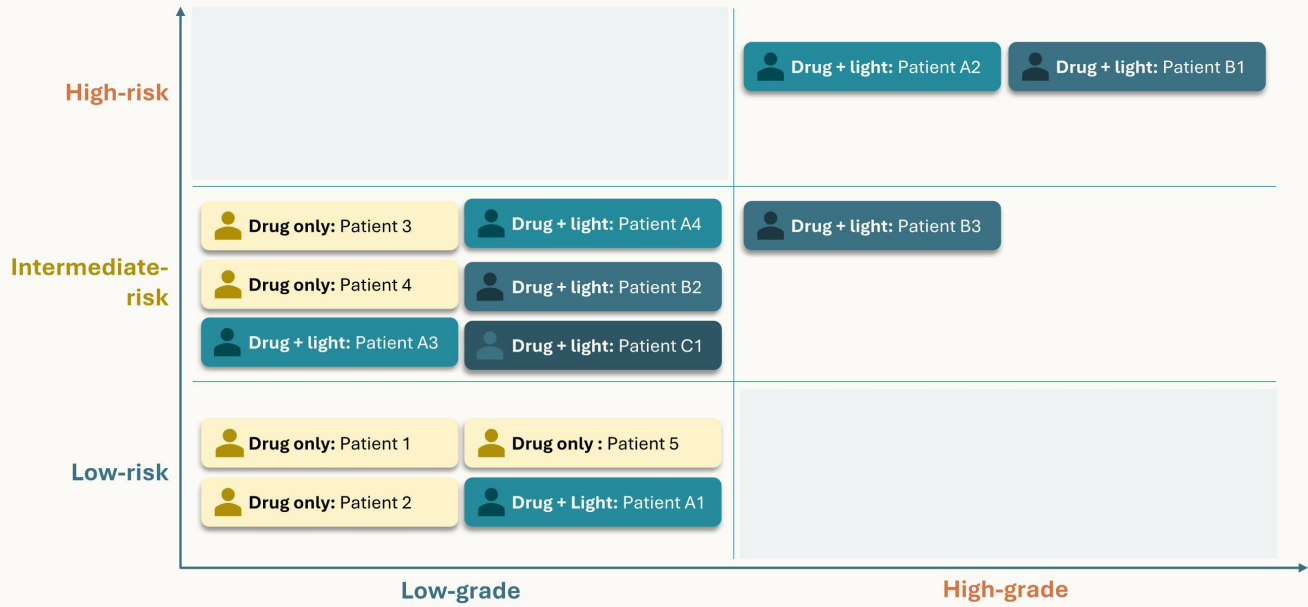 High-risk
Drug + light: Patient A2
Drug + light: Patient B1
Intermediate-
risk
Drug only: Patient 3
Drug + light: Patient A4
Drug + light: Patient B3
Drug only: Patient 4
Drug + light: Patient B2
Drug + light: Patient A3
Drug + light: Patient C1
Low-risk
Drug only: Patient 1
Drug only : Patient 5
Drug only: Patient 2
Drug + Light: Patient A1
Low-grade
High-grade